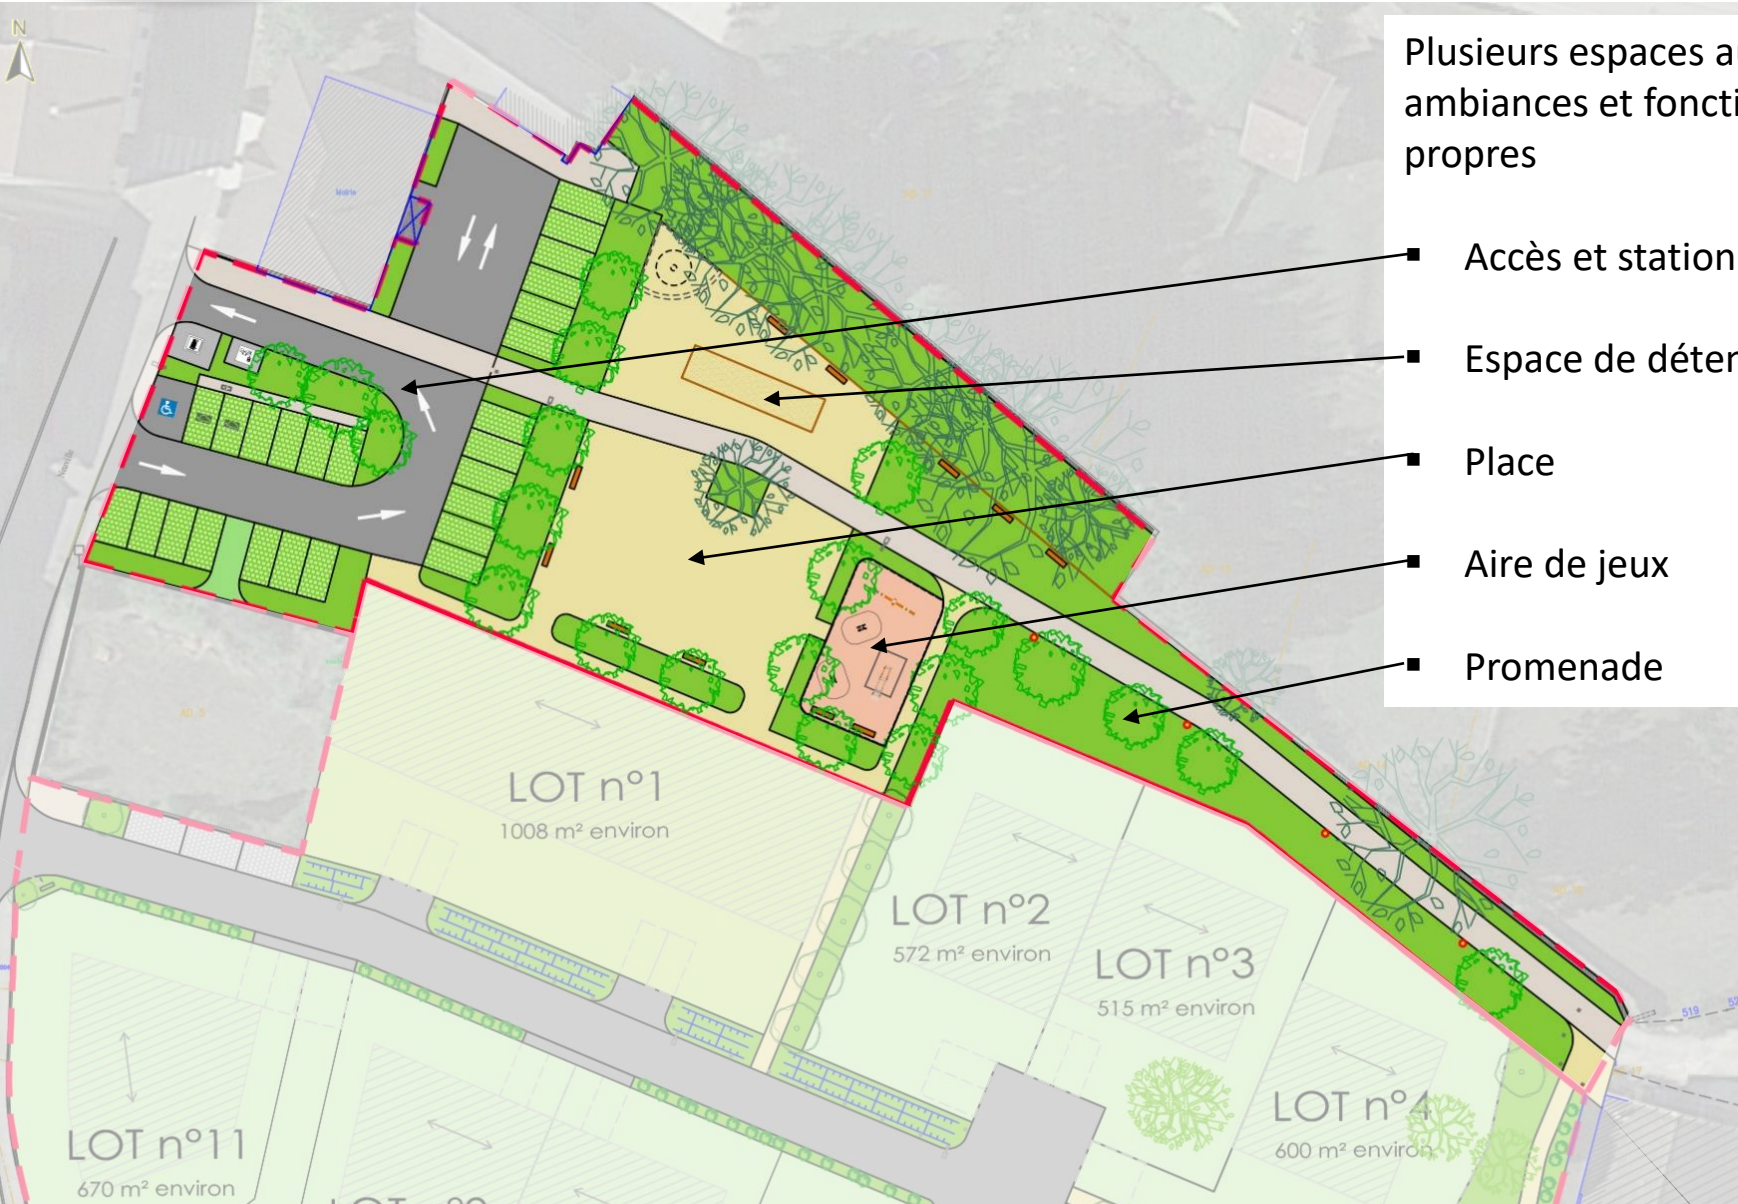 N
Plusieurs espaces au
ambiances et foncti
propres
Accès et station
Espace de déter
Place
Aire de jeux
Promenade
Mairie
LOT n°1
1008 m² environ
LOT n°2
572 m² environ
LOT n°3
515 m² environ
LOT n°4
600 m² environ
LOT n°11
670 m² environ
519